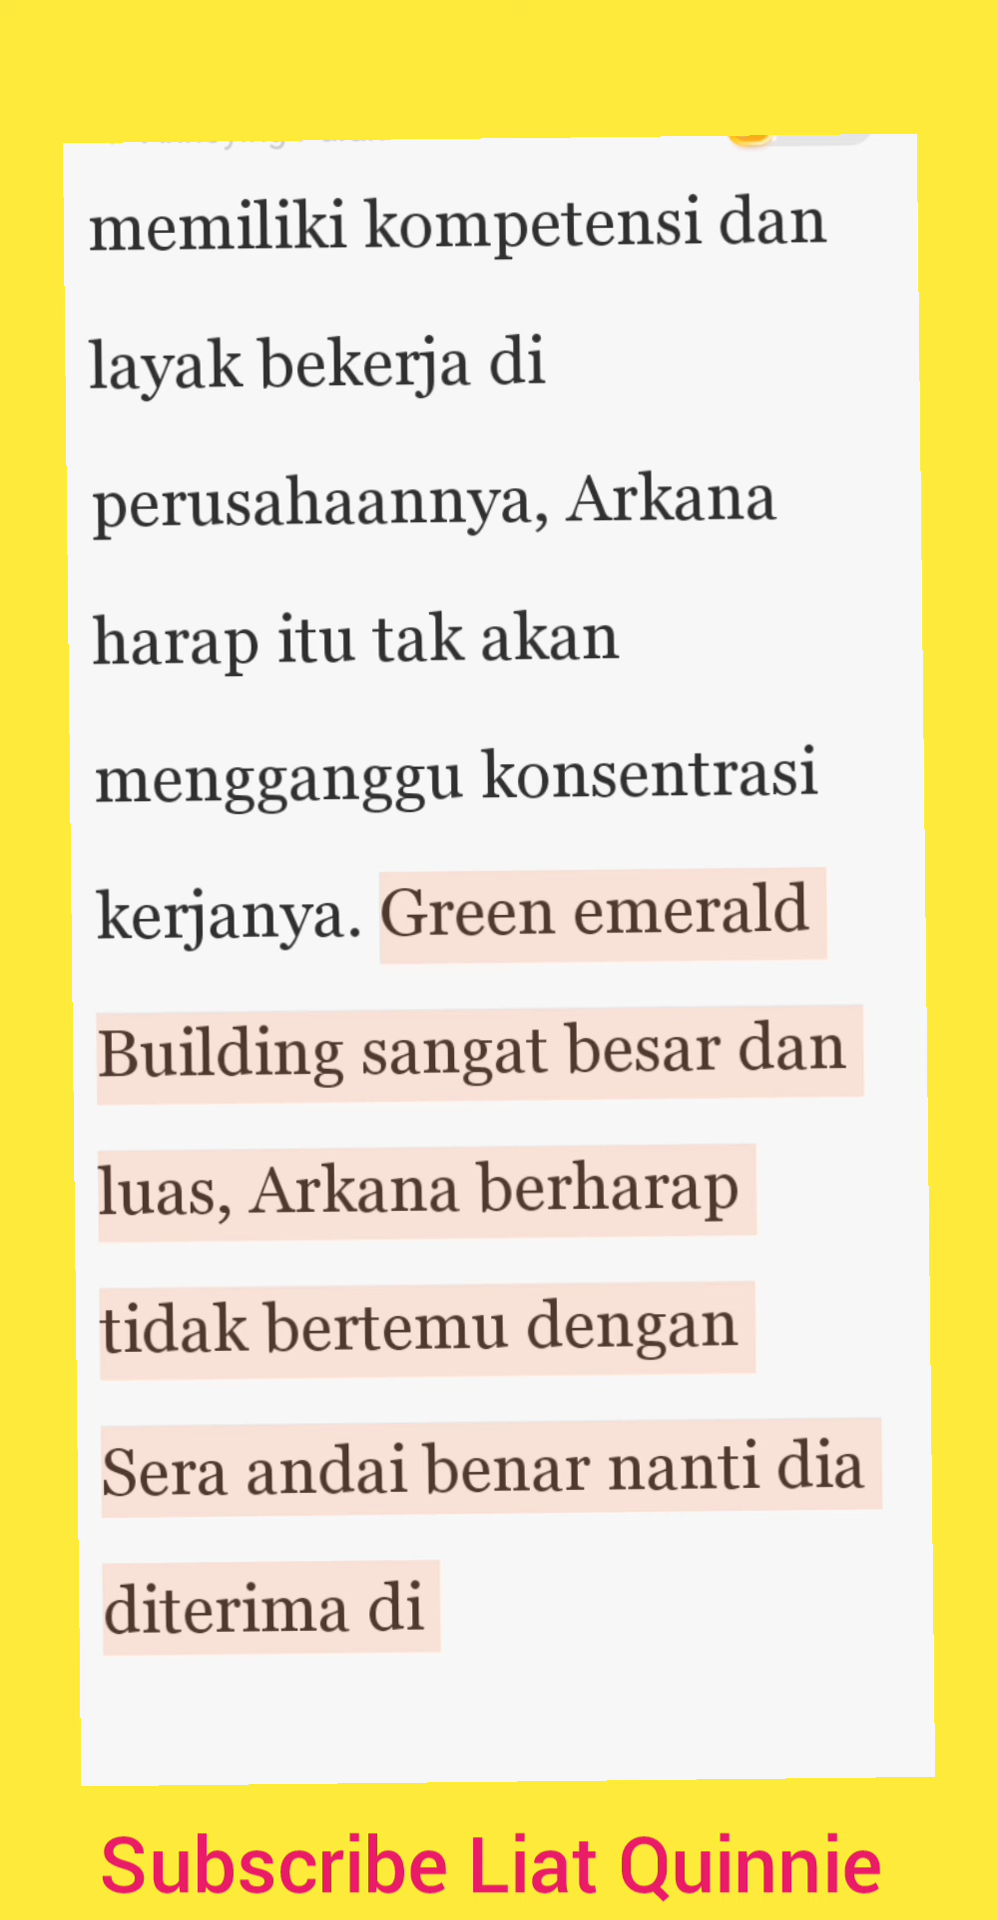 memiliki kompetensi dan
layak bekerja di
perusahaannya, Arkana
harap itu tak akan
mengganggu konsentrasi
kerjanya. Green emerald
Building sangat besar dan
luas, Arkana berharap
tidak bertemu dengan
Sera andai benar nanti dia
diterima di
Subscribe Liat Quinnie